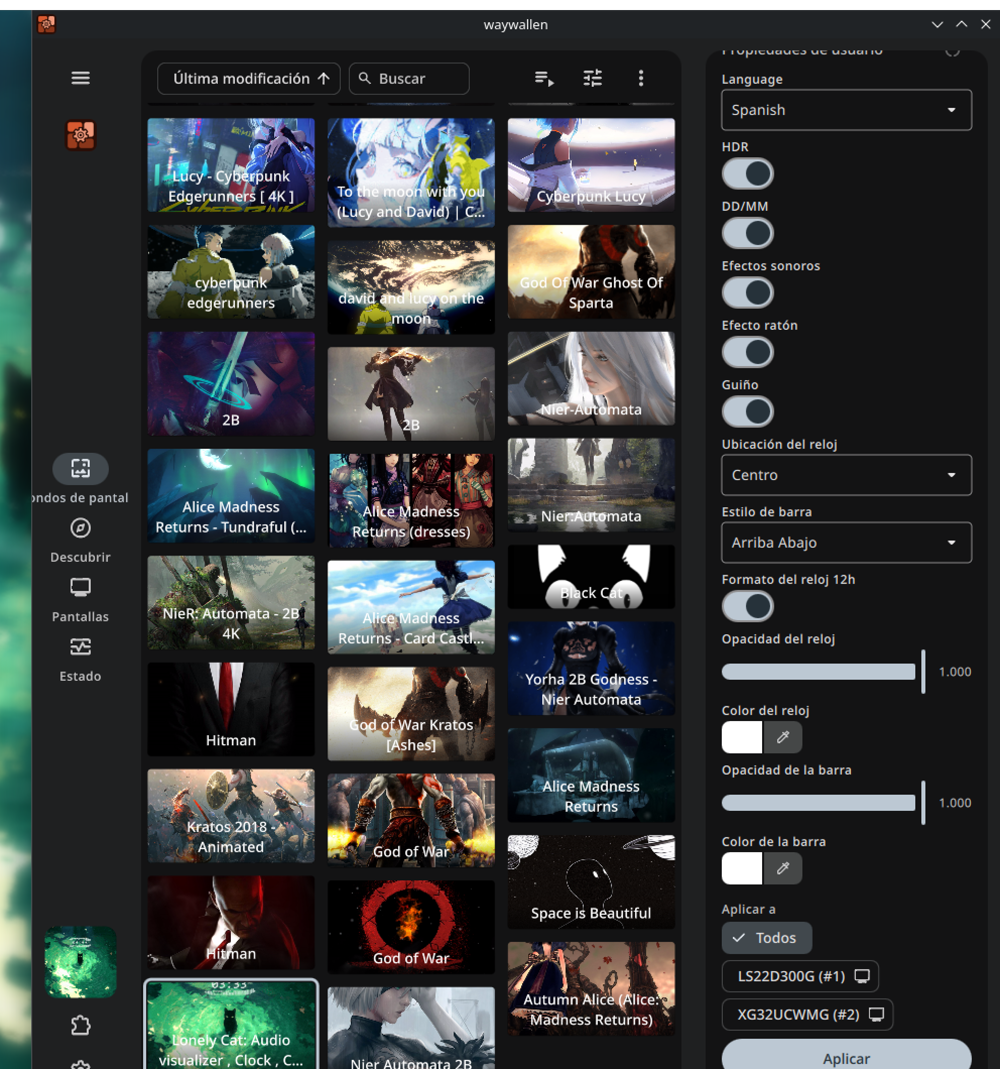 waywallen
Última modificación
Buscar
Lucy - Cyberpunk
Edgerunners [ 4K ]
To the moon with you
(Lucy and David) | C...
Cyberpunk Lucy
cyberpunk
edgerunners
david and lucy on the
moon
God Of War Ghost Of
Sparta
2B
2B
Nier-Automata
Alice Madness
Returns - Tundraful (...
Alice Madness
Returns (dresses)
Nier:Automata
NieR: Automata - 2B
4K
Alice Madness
Returns - Card Castl...
Black Cat
Yorha 2B Godness -
Nier Automata
Hitman
God of War Kratos
[Ashes]
Alice Madness
Returns
Kratos 2018 -
Animated
God of War
Space is Beautiful
Hitman
God of War
Autumn Alice (Alice:
Madness Returns)
Lonely Cat: Audio
visualizer , Clock , C...
Nier Automata 2B
ondos de pantal
Descubrir
Pantallas
Estado
Propiedades de usuario
Language
Spanish
HDR
DD/MM
Efectos sonoros
Efecto ratón
Guiño
Ubicación del reloj
Centro
Estilo de barra
Arriba Abajo
Formato del reloj 12h
Opacidad del reloj
1.000
Color del reloj
Opacidad de la barra
1.000
Color de la barra
Aplicar a
Todos
LS22D300G (#1)
XG32UCWMG (#2)
Aplicar